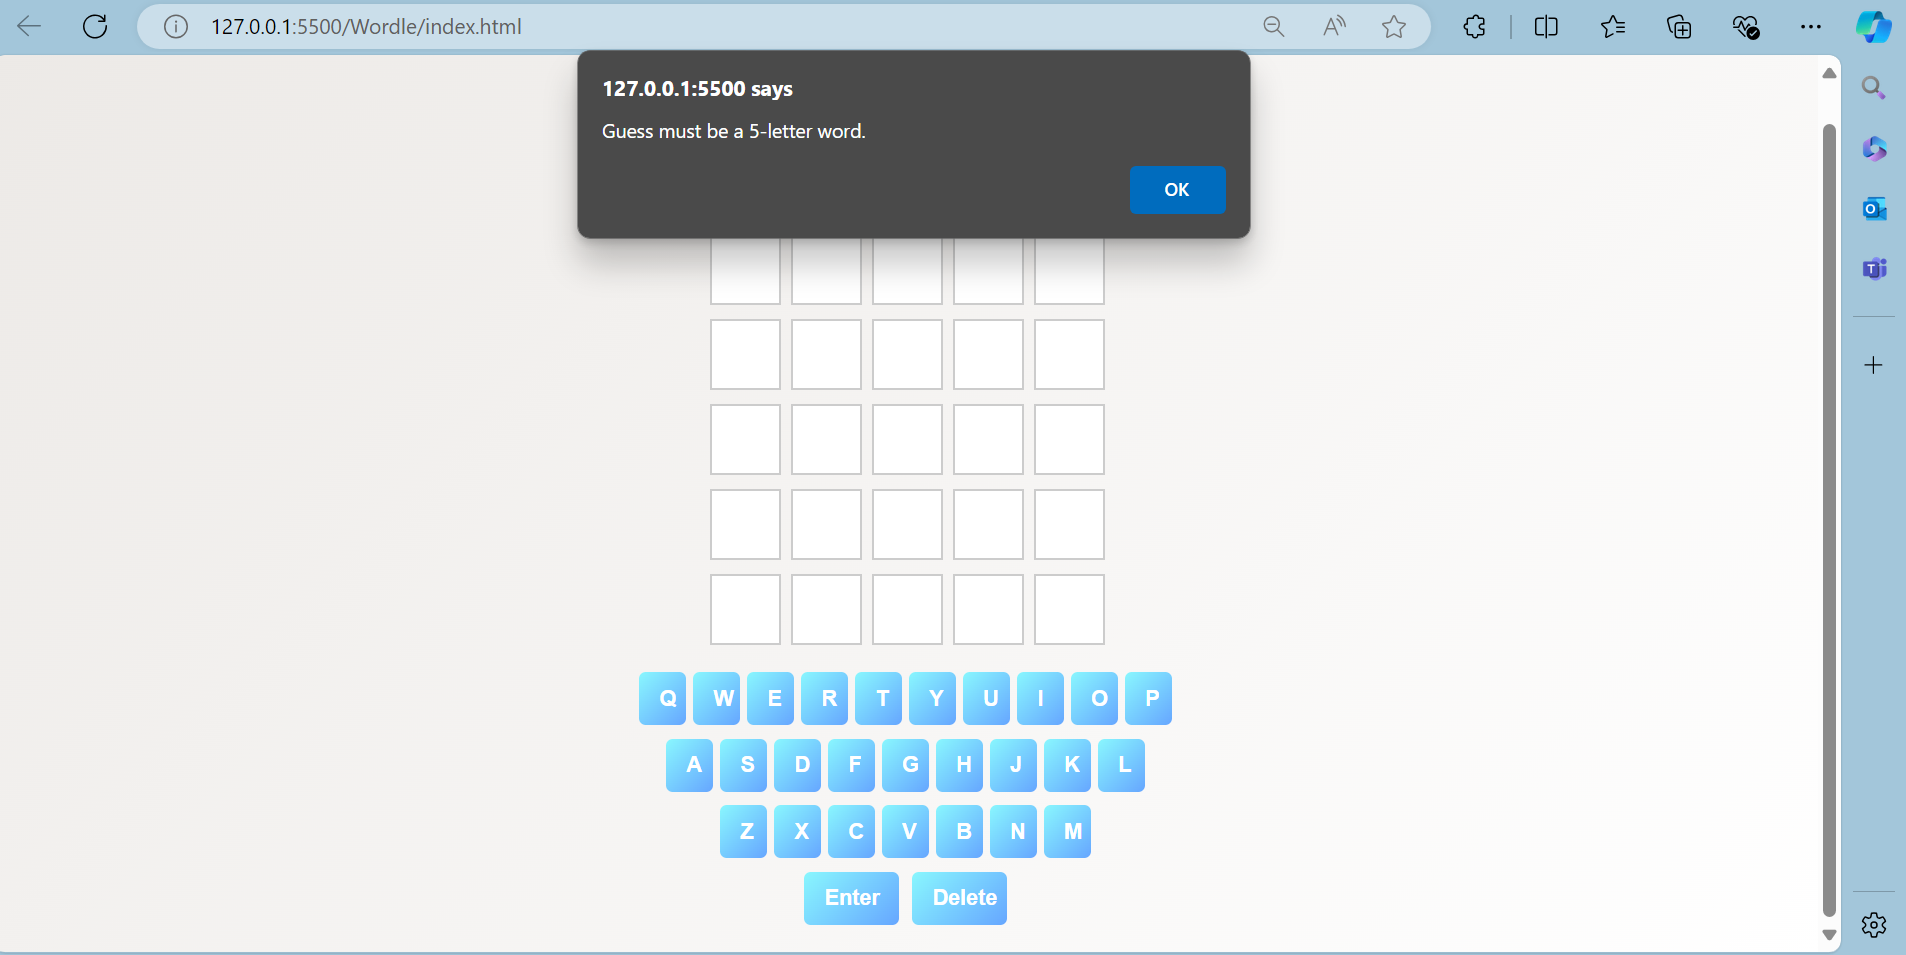 127.0.0.1:5500/Wordle/index.html
127.0.0.1:5500 says
Guess must be a 5-letter word.
OK
Q W E R T Y U I O P
A S D F G H J K L
Z X C V B N M
Enter Delete